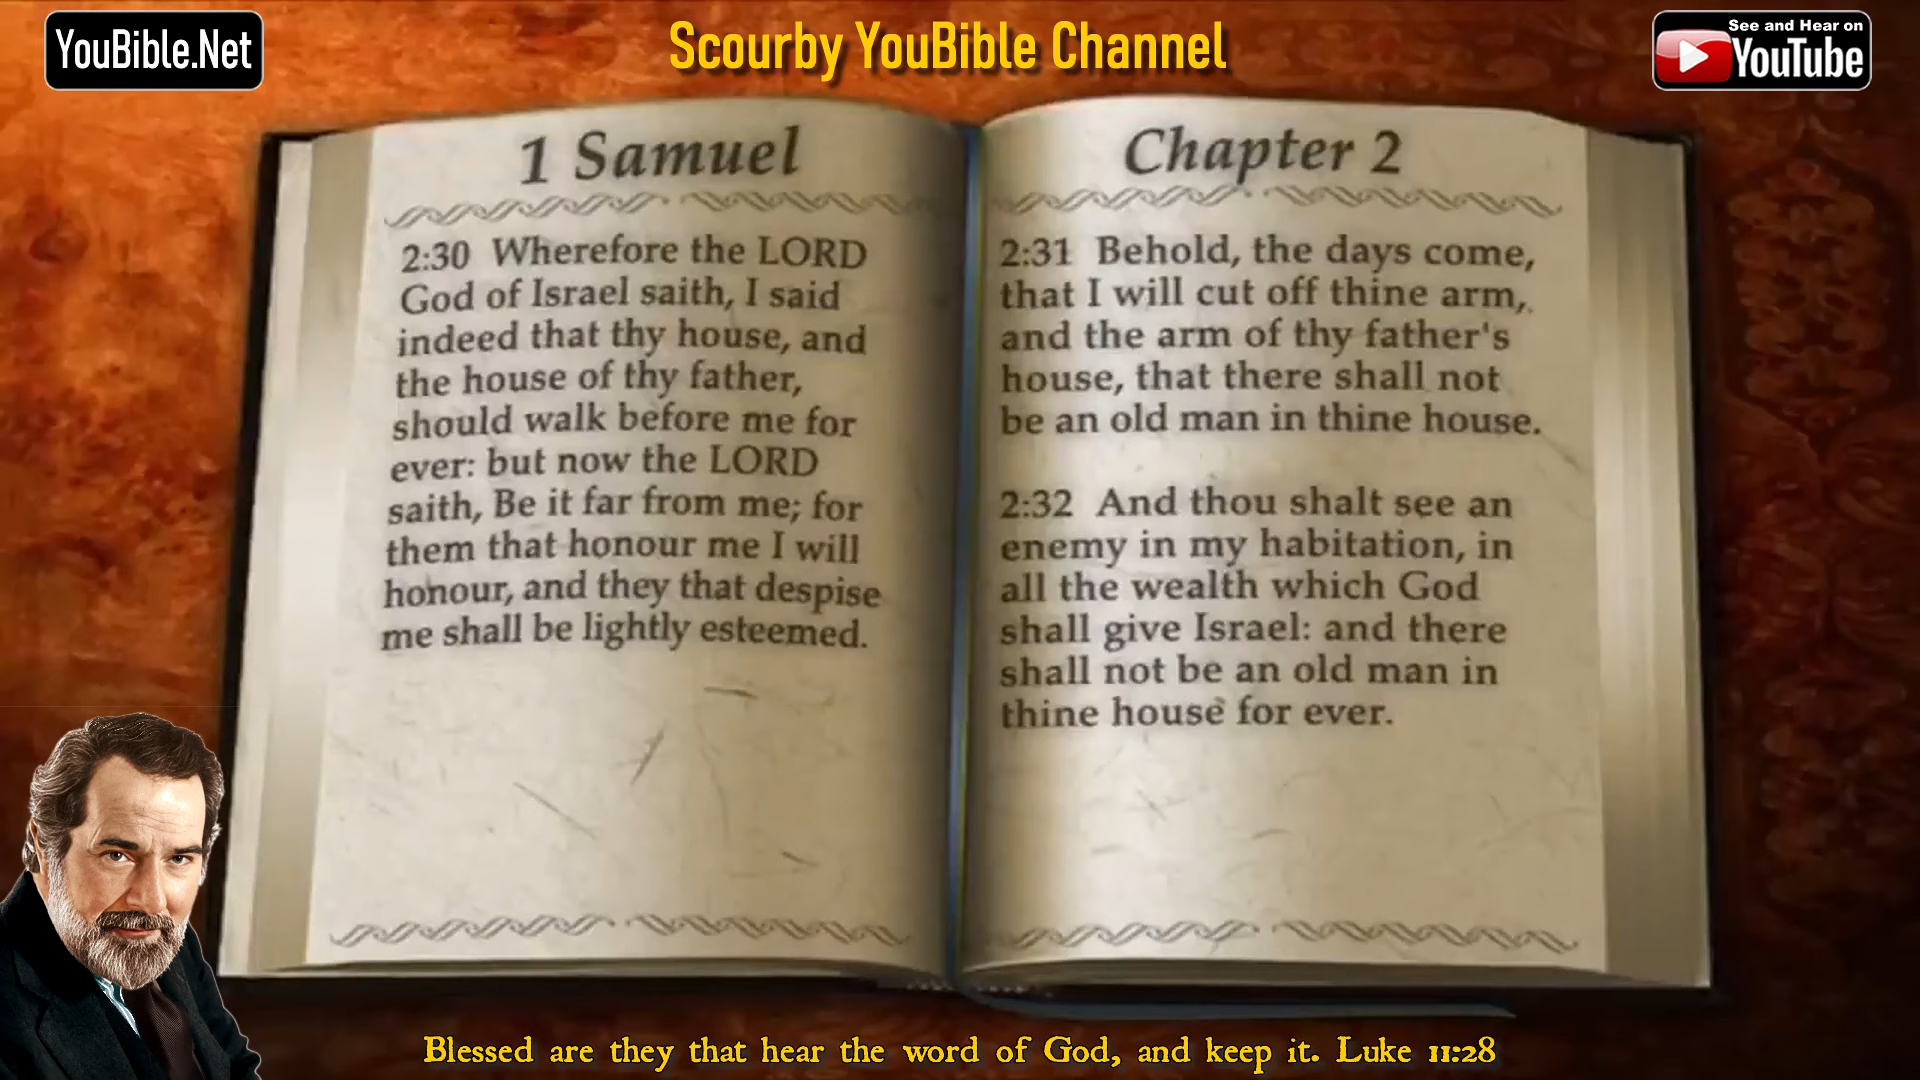 YouBible.Net
Scourby YouBible Channel
See and Hear on
YouTube
1 Samuel
2:30 Wherefore the LORD
God of Israel saith, I said
indeed that thy house, and
the house of thy father,
should walk before me for
ever: but now the LORD
saith, Be it far from me; for
them that honour me I will
honour, and they that despise
me shall be lightly esteemed.
Chapter 2
2:31 Behold, the days come,
that I will cut off thine arm,
and the arm of thy father's
house, that there shall not
be an old man in thine house.
2:32 And thou shalt see an
enemy in my habitation, in
all the wealth which God
shall give Israel: and there
shall not be an old man in
thine house for ever.
Blessed are they that hear the word of God, and keep it. Luke 11:28